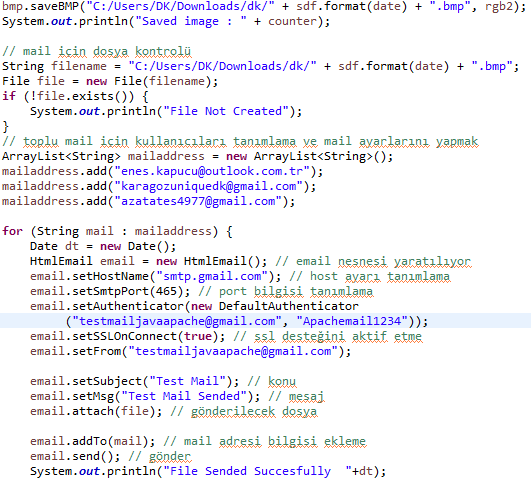 bmp.saveBMP("C:/Users/DK/Downloads/dk/" + sdf.format(date) + ".bmp", rgb2);
System.out.println("Saved image : " + counter);
// mail için dosya kontrolü
String filename = "C:/Users/DK/Downloads/dk/" + sdf.format(date) + ".bmp";
File file = new File(filename);
if (!file.exists()) {
System.out.println("File Not Created");
}
// toplu mail için kullanıcıları tanımlama ve mail ayarlarını yapmak
ArrayList<String> mailaddress = new ArrayList<String>();
mailaddress.add("enes.kapucu@outlook.com.tr");
mailaddress.add("karagozuniquedk@gmail.com");
mailaddress.add("azatates4977@gmail.com");
for (String mail : mailaddress) {
Date dt = new Date();
HtmlEmail email = new HtmlEmail(); // email nesnesi yaratılıyor
email.setHostName("smtp.gmail.com"); // host ayarı tanımlama
email.setSmtpPort(465); // port bilgisi tanımlama
email.setAuthenticator(new DefaultAuthenticator
("testmailjavaapache@gmail.com", "Apachemail1234"));
email.setSSLOnConnect(true); // ssl desteğini aktif etme
email.setFrom("testmailjavaapache@gmail.com");
email.setSubject("Test Mail"); // konu
email.setMsg("Test Mail Sended"); // mesaj
email.attach(file); // gönderilecek dosya
email.addTo(mail); // mail adresi bilgisi ekleme
email.send(); // gönder
System.out.println("File Sended Succesfully  "+dt);